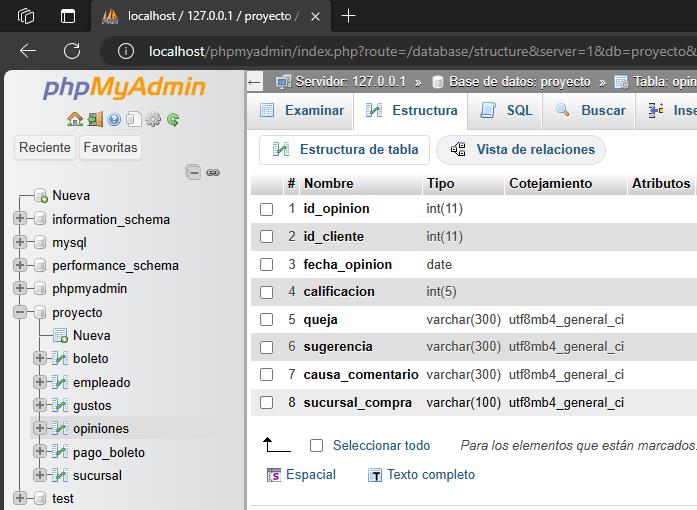 localhost / 127.0.0.1 / proyecto /
localhost/phpmyadmin/index.php?route=/database/structure&server=1&db=proyecto&
phpMyAdmin
Reciente Favoritas
Nueva
information_schema
mysql
performance_schema
phpmyadmin
proyecto
Nueva
boleto
empleado
gustos
opiniones
pago_boleto
sucursal
test
Servidor: 127.0.0.1 » Base de datos: proyecto » Tabla: opin
Examinar Estructura SQL Buscar Inse
Estructura de tabla Vista de relaciones
# Nombre Tipo Cotejamiento Atributos
1 id_opinion int(11)
2 id_cliente int(11)
3 fecha_opinion date
4 calificacion int(5)
5 queja varchar(300) utf8mb4_general_ci
6 sugerencia varchar(300) utf8mb4_general_ci
7 causa_comentario varchar(300) utf8mb4_general_ci
8 sucursal_compra varchar(100) utf8mb4_general_ci
Seleccionar todo Para los elementos que están marcados
Espacial Texto completo